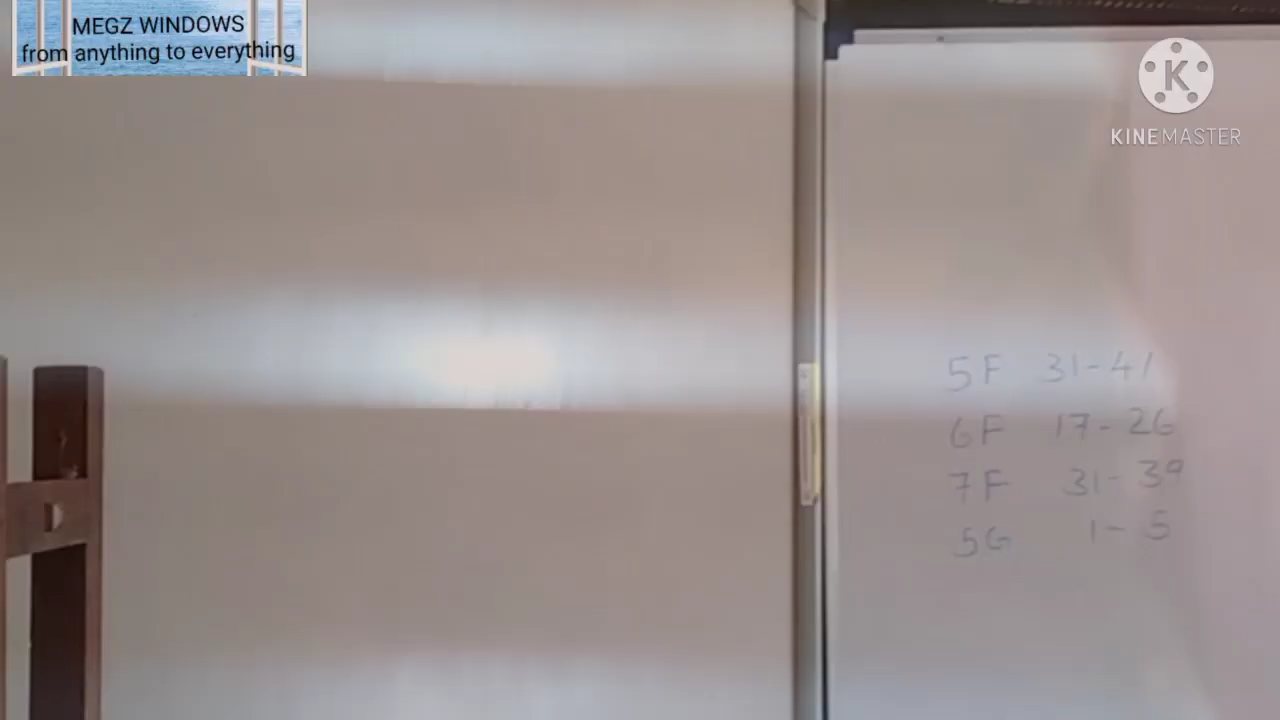 MEGZ WINDOWS
from anything to everything
K
KINEMASTER
5F 31-41
6F 17-26
7F 31-39
5G 1-5